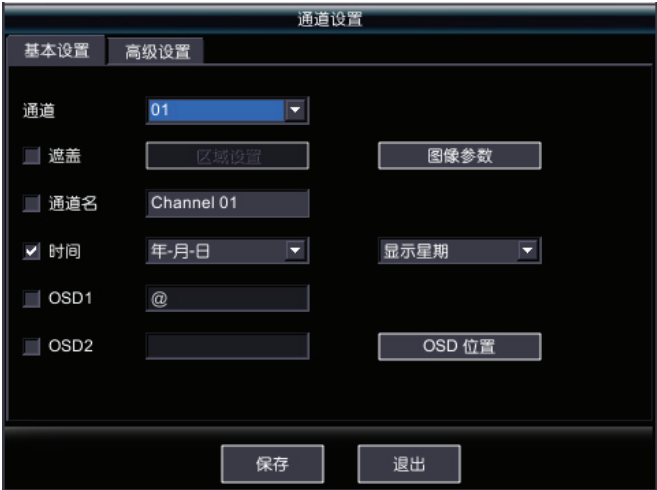 通道设置
基本设置 高级设置
通道 01
遮盖 区域设置 图像参数
通道名 Channel 01
时间 年-月-日 显示星期
OSD1 @
OSD2 OSD 位置
保存 退出